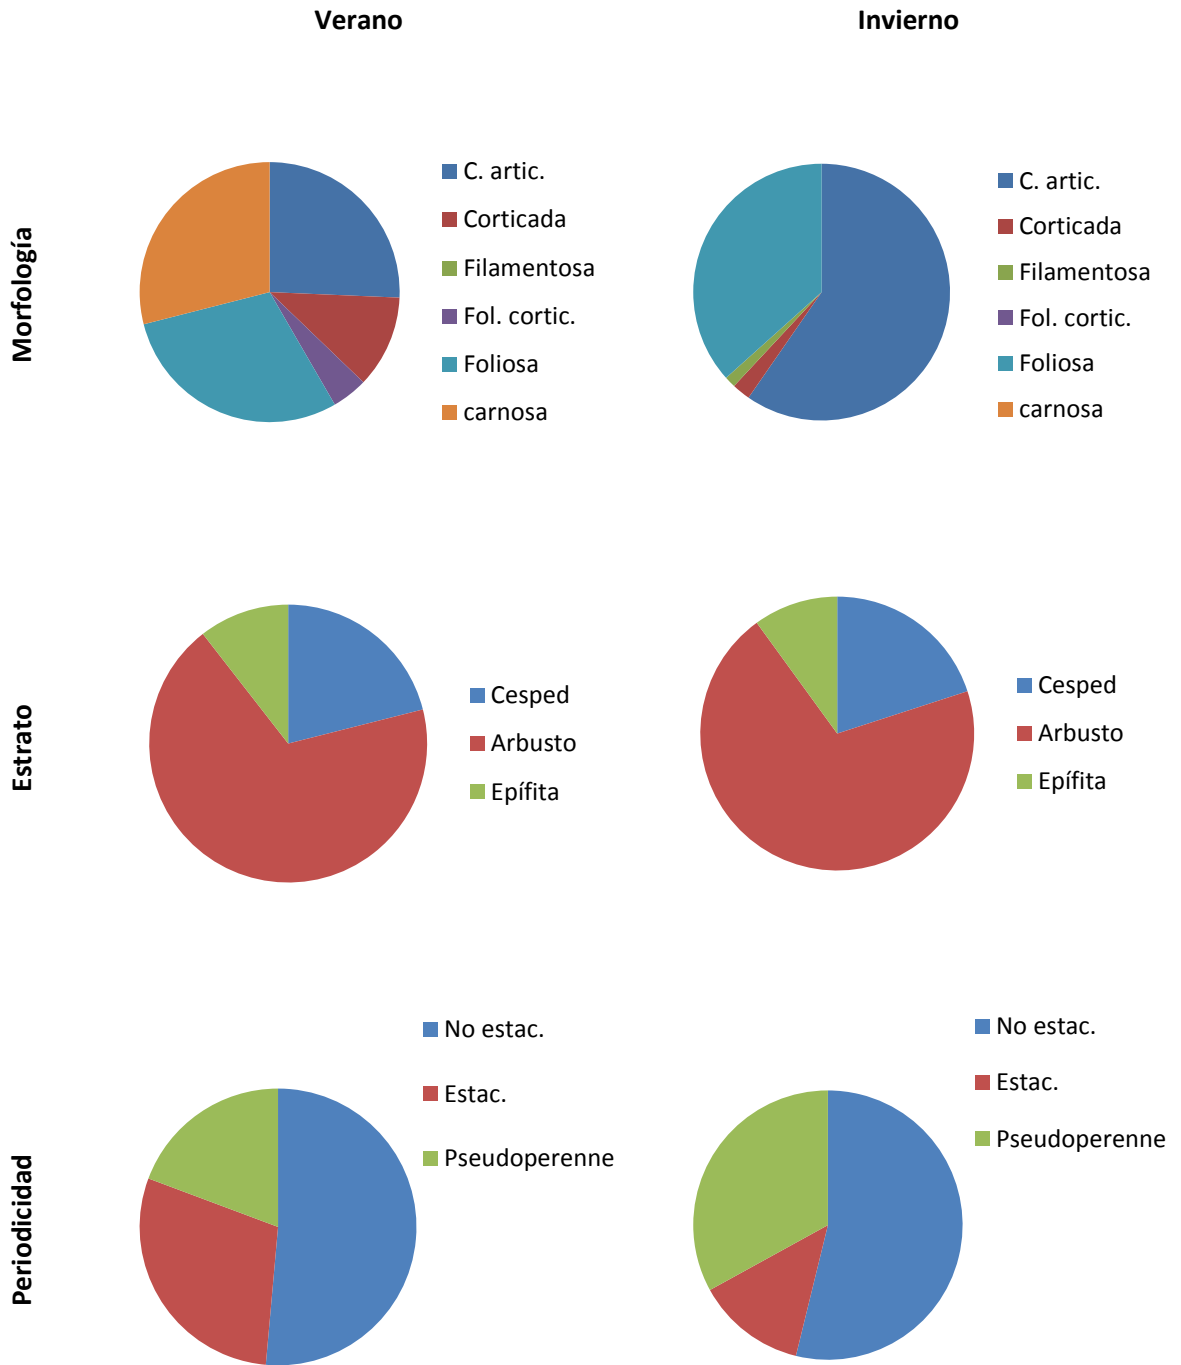 Verano
Invierno
Morfología
C. artic.
Corticada
Filamentosa
Fol. cortic.
Foliosa
carnosa
C. artic.
Corticada
Filamentosa
Fol. cortic.
Foliosa
carnosa
Estrato
Cesped
Arbusto
Epífita
Cesped
Arbusto
Epífita
Periodicidad
No estac.
Estac.
Pseudoperenne
No estac.
Estac.
Pseudoperenne